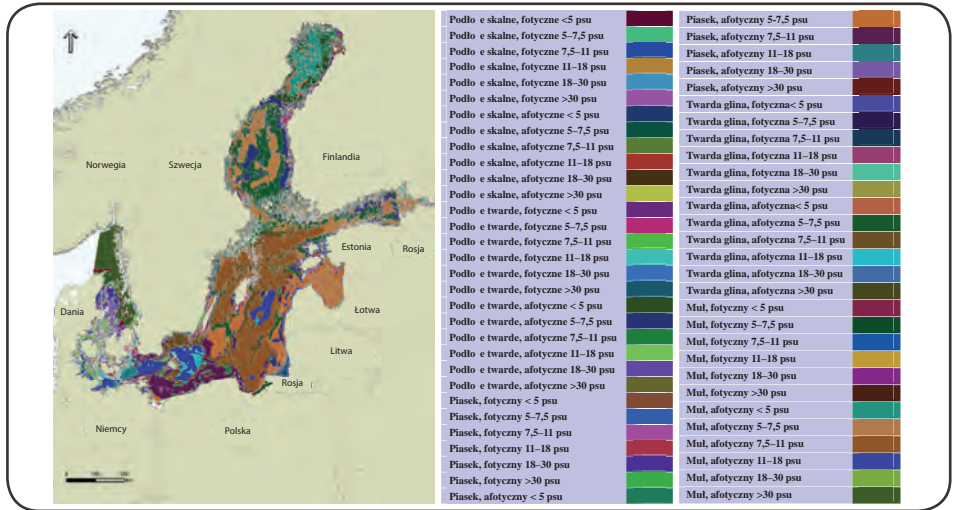 Norwegia
Szwecja
Finlandia
Estonia
Rosja
Łotwa
Dania
Litwa
Rosja
Niemcy
Polska
Podło e skalne, fotyczne <5 psu
Podło e skalne, fotyczne 5–7,5 psu
Podło e skalne, fotyczne 7,5–11 psu
Podło e skalne, fotyczne 11–18 psu
Podło e skalne, fotyczne 18–30 psu
Podło e skalne, fotyczne >30 psu
Podło e skalne, afotyczne < 5 psu
Podło e skalne, afotyczne 5–7,5 psu
Podło e skalne, afotyczne 7,5–11 psu
Podło e skalne, afotyczne 11–18 psu
Podło e skalne, afotyczne 18–30 psu
Podło e skalne, afotyczne >30 psu
Podło e twarde, fotyczne < 5 psu
Podło e twarde, fotyczne 5–7,5 psu
Podło e twarde, fotyczne 7,5–11 psu
Podło e twarde, fotyczne 11–18 psu
Podło e twarde, fotyczne 18–30 psu
Podło e twarde, fotyczne >30 psu
Podło e twarde, afotyczne < 5 psu
Podło e twarde, afotyczne 5–7,5 psu
Podło e twarde, afotyczne 7,5–11 psu
Podło e twarde, afotyczne 11–18 psu
Podło e twarde, afotyczne 18–30 psu
Podło e twarde, afotyczne >30 psu
Piasek, fotyczny < 5 psu
Piasek, fotyczny 5–7,5 psu
Piasek, fotyczny 7,5–11 psu
Piasek, fotyczny 11–18 psu
Piasek, fotyczny 18–30 psu
Piasek, fotyczny >30 psu
Piasek, afotyczny < 5 psu
Piasek, afotyczny 5-7,5 psu
Piasek, afotyczny 7,5–11 psu
Piasek, afotyczny 11–18 psu
Piasek, afotyczny 18–30 psu
Piasek, afotyczny >30 psu
Twarda glina, fotyczna< 5 psu
Twarda glina, fotyczna 5–7,5 psu
Twarda glina, fotyczna 7,5–11 psu
Twarda glina, fotyczna 11–18 psu
Twarda glina, fotyczna 18–30 psu
Twarda glina, fotyczna >30 psu
Twarda glina, afotyczna< 5 psu
Twarda glina, afotyczna 5–7,5 psu
Twarda glina, afotyczna 7,5–11 psu
Twarda glina, afotyczna 11–18 psu
Twarda glina, afotyczna 18–30 psu
Twarda glina, afotyczna >30 psu
Muł, fotyczny < 5 psu
Muł, fotyczny 5–7,5 psu
Muł, fotyczny 7,5–11 psu
Muł, fotyczny 11–18 psu
Muł, fotyczny 18–30 psu
Muł, fotyczny >30 psu
Muł, afotyczny < 5 psu
Muł, afotyczny 5–7,5 psu
Muł, afotyczny 7,5–11 psu
Muł, afotyczny 11–18 psu
Muł, afotyczny 18–30 psu
Muł, afotyczny >30 psu